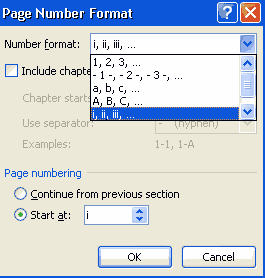 Page Number Format
Number format: i, ii, iii, ...
1, 2, 3, ...
- 1 -, - 2 -, - 3 -, ...
a, b, c, ...
A, B, C, ...
i, ii, iii, ...
Include chapte
Chapter starts
Use separator: - (hyphen)
Examples: 1-1, 1-A
Page numbering
Continue from previous section
Start at: i
OK Cancel